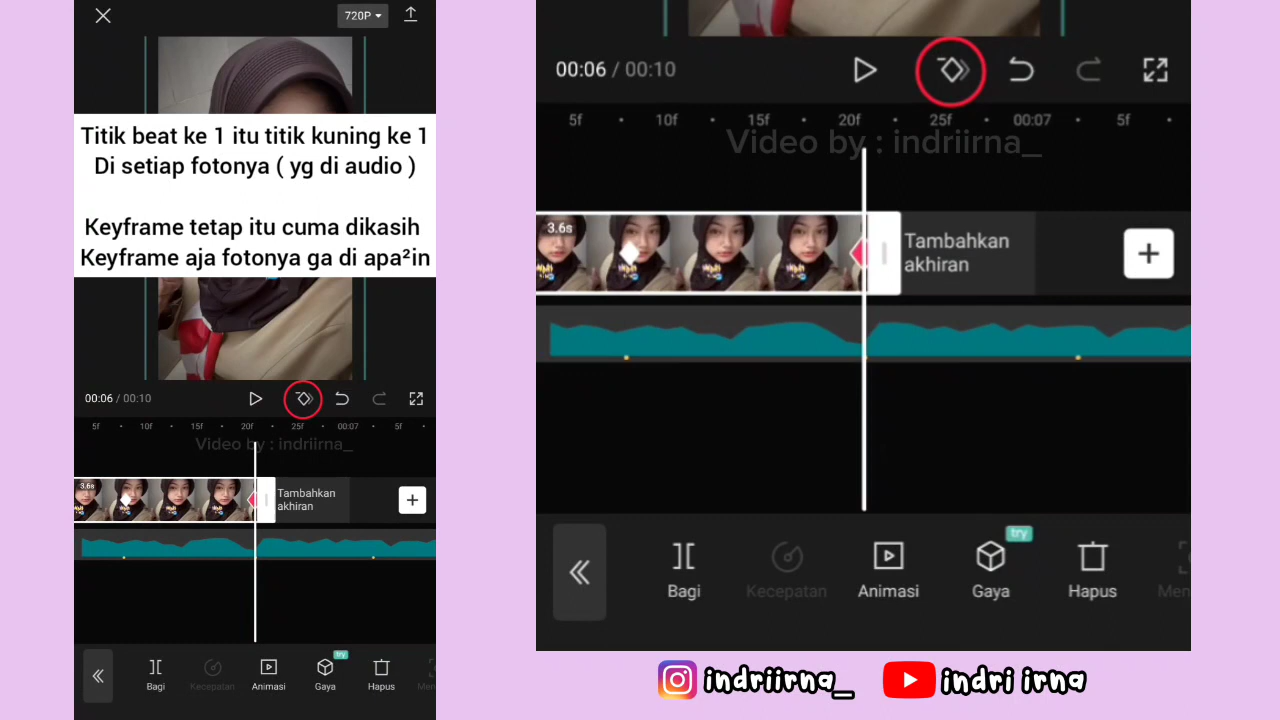 720P
Titik beat ke 1 itu titik kuning ke 1
Di setiap fotonya ( yg di audio )
Keyframe tetap itu cuma dikasih
Keyframe aja fotonya ga di apa²in
00:06 / 00:10
5f 10f 15f 20f 25f 00:07 5f
Video by : indriirna_
3.6s
Tambahkan
akhiran
try
Bagi Kecepatan Animasi Gaya Hapus Men
00:06 / 00:10
5f 10f 15f 20f 25f 00:07 5f
Video by : indriirna_
3.6s
Tambahkan
akhiran
try
Bagi Kecepatan Animasi Gaya Hapus Men
indriirna_ indri irna